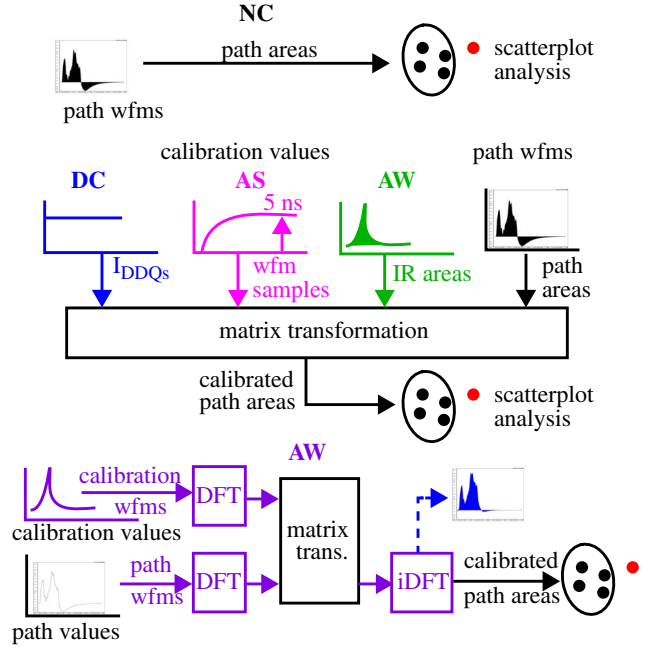 NC
path areas
scatterplot
analysis
path wfms
calibration values
path wfms
DC
AS
AW
5 ns
IDDQs
wfm
samples
IR areas
path
areas
matrix transformation
calibrated
path areas
scatterplot
analysis
AW
calibration
wfms
DFT
calibration values
matrix
trans.
path
wfms
DFT
iDFT
calibrated
path areas
path values